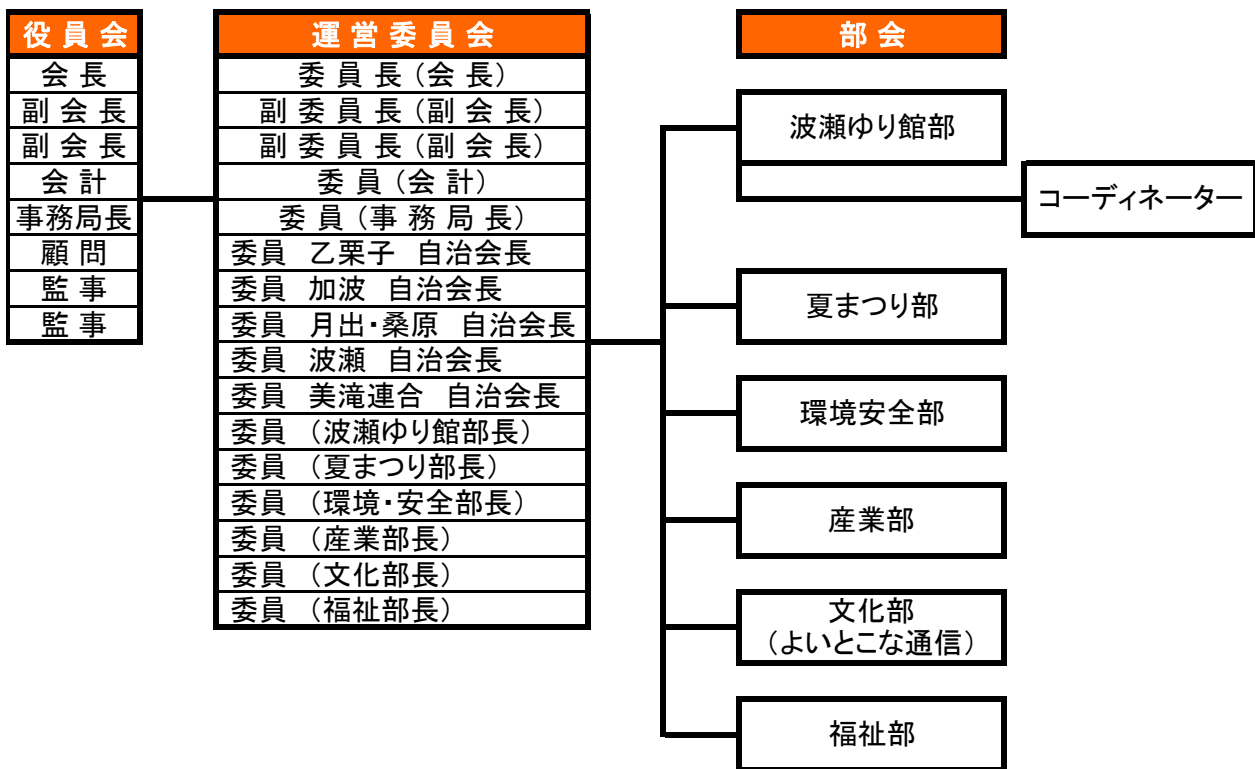 役員会
会長
副会長
副会長
会計
事務局長
顧問
監事
監事
運営委員会
委員長(会長)
副委員長(副会長)
副委員長(副会長)
委員(会計)
委員(事務局長)
委員 乙栗子 自治会長
委員 加波 自治会長
委員 月出・桑原 自治会長
委員 波瀬 自治会長
委員 美滝連合 自治会長
委員 (波瀬ゆり館部長)
委員 (夏まつり部長)
委員 (環境・安全部長)
委員 (産業部長)
委員 (文化部長)
委員 (福祉部長)
部会
波瀬ゆり館部
コーディネーター
夏まつり部
環境安全部
産業部
文化部
(よいとこな通信)
福祉部